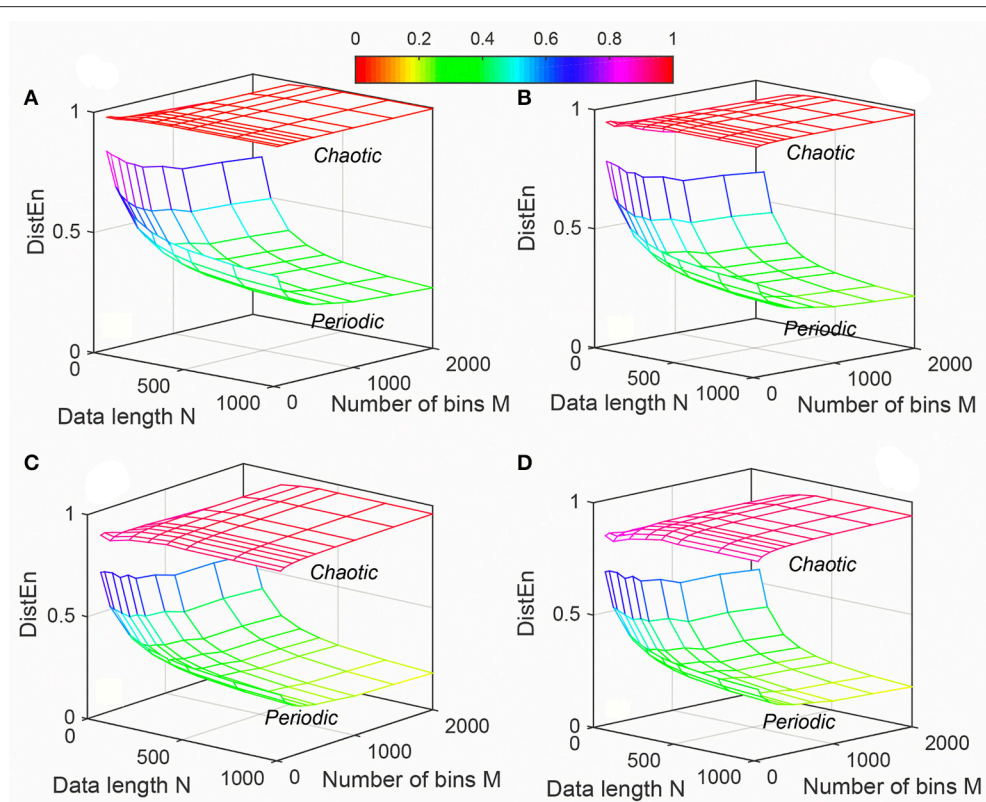 0 0.2 0.4 0.6 0.8 1
A
1
0.5
0
DistEn
Chaotic
Periodic
0
500
1000
Data length N
0
1000
2000
Number of bins M
B
1
0.5
0
DistEn
Chaotic
Periodic
0
500
1000
Data length N
0
1000
2000
Number of bins M
C
1
0.5
0
DistEn
Chaotic
Periodic
0
500
1000
Data length N
0
1000
2000
Number of bins M
D
1
0.5
0
DistEn
Chaotic
Periodic
0
500
1000
Data length N
0
1000
2000
Number of bins M